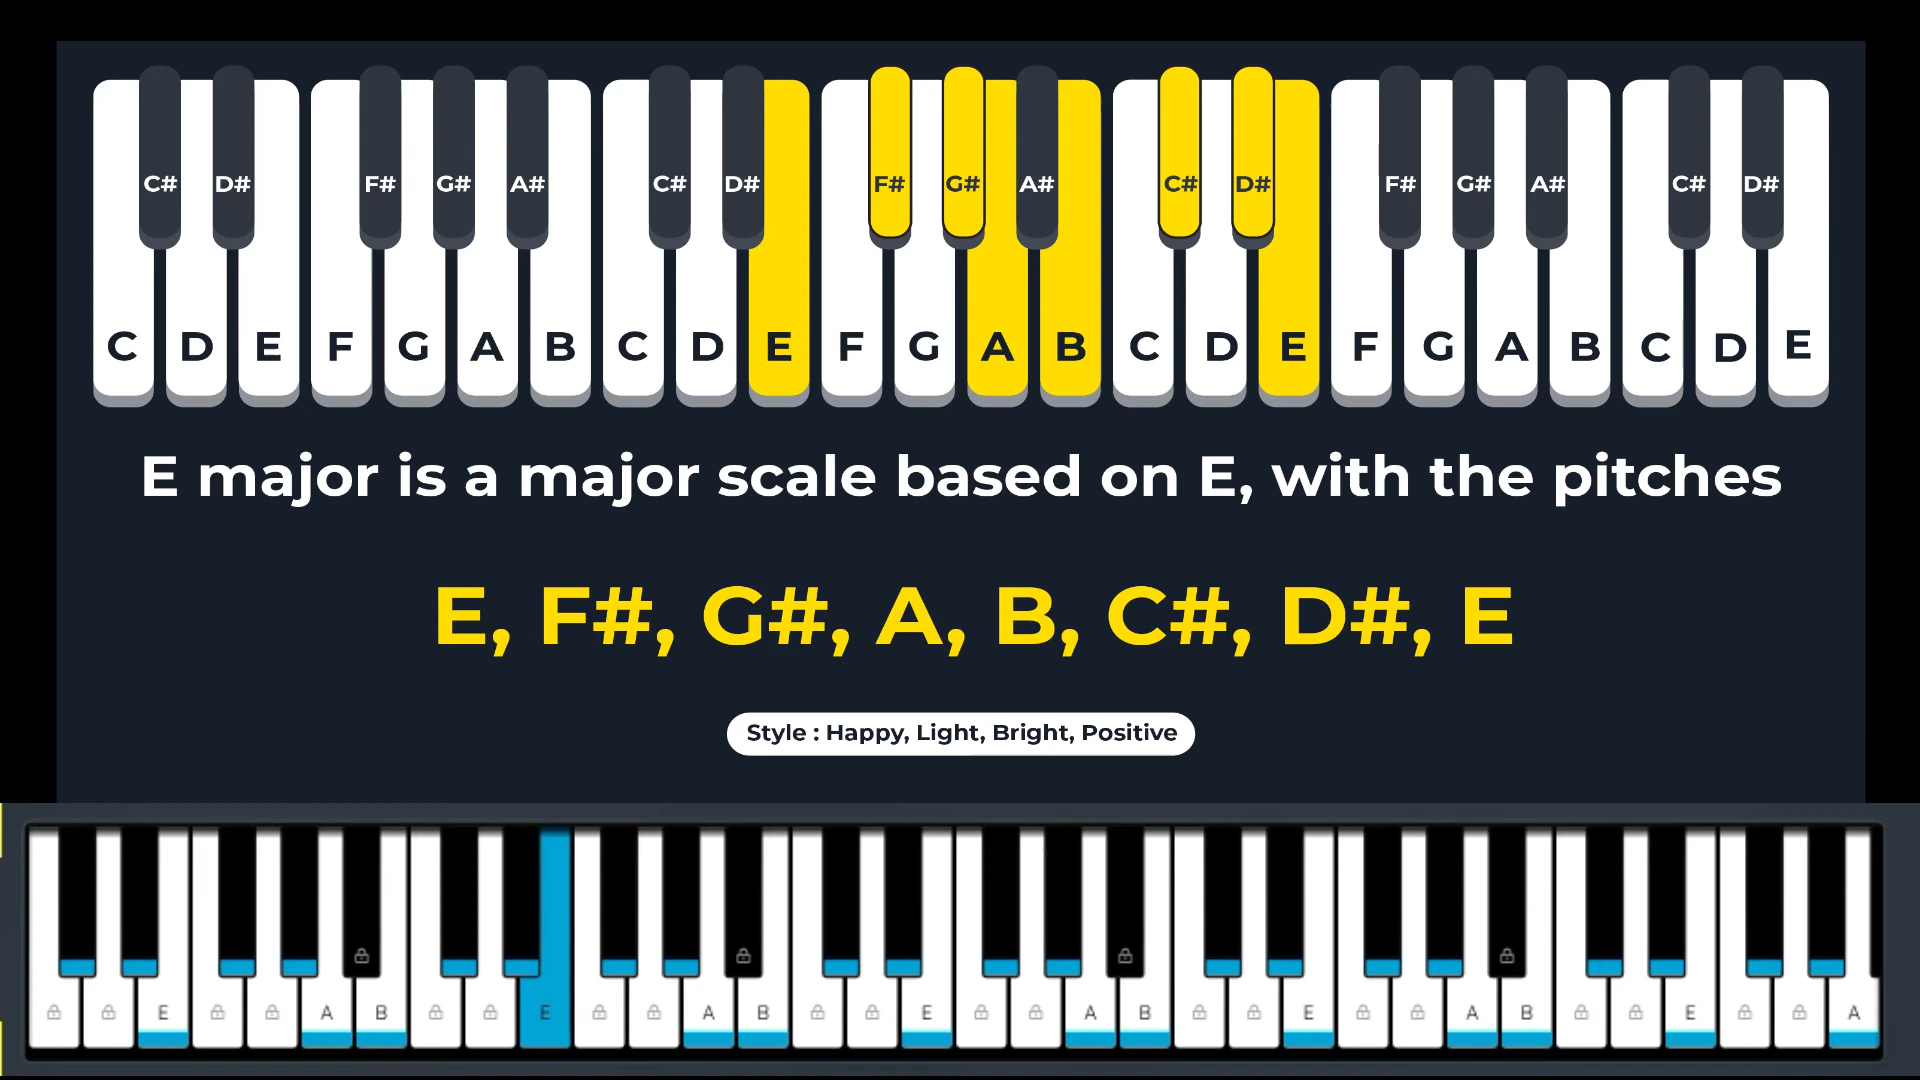 C# D# F# G# A# C# D# F# G# A# C# D# F# G# A# C# D#
C D E F G A B C D E F G A B C D E F G A B C D E
E major is a major scale based on E, with the pitches
E, F#, G#, A, B, C#, D#, E
Style : Happy, Light, Bright, Positive
E A B E A B E A B E A B E A